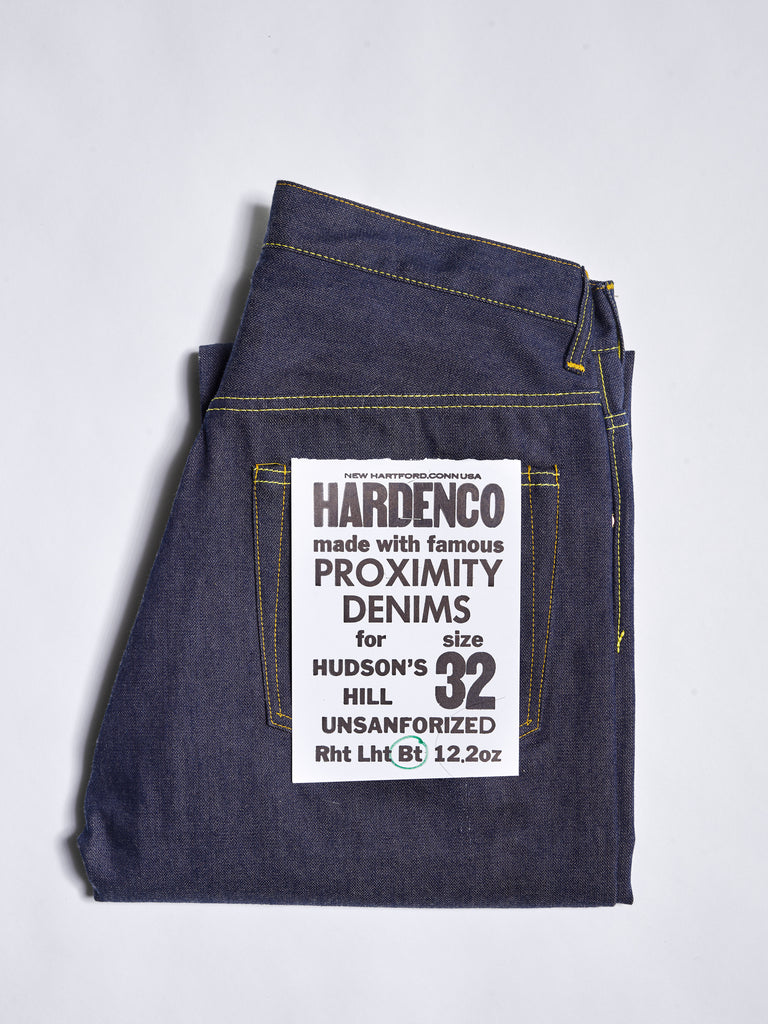 NEW HARTFORD.CONN USA
HARDENCO
made with famous
PROXIMITY
DENIMS
for size
HUDSON'S 32
HILL
UNSANFORIZED
Rht Lht Bt 12.2oz